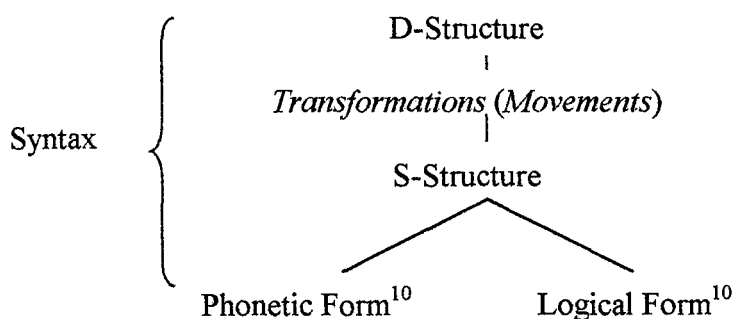 D-Structure
Transformations (Movements)
Syntax
S-Structure
Phonetic Form¹⁰ Logical Form¹⁰